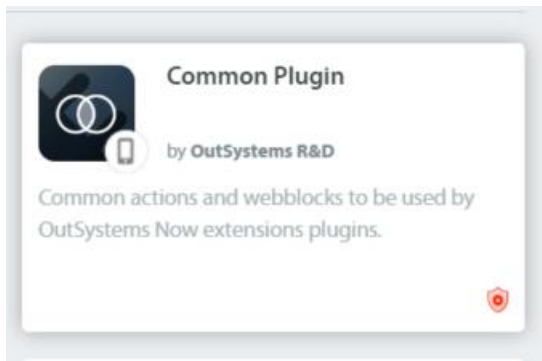 Common Plugin
by OutSystems R&D
Common actions and webblocks to be used by
OutSystems Now extensions plugins.